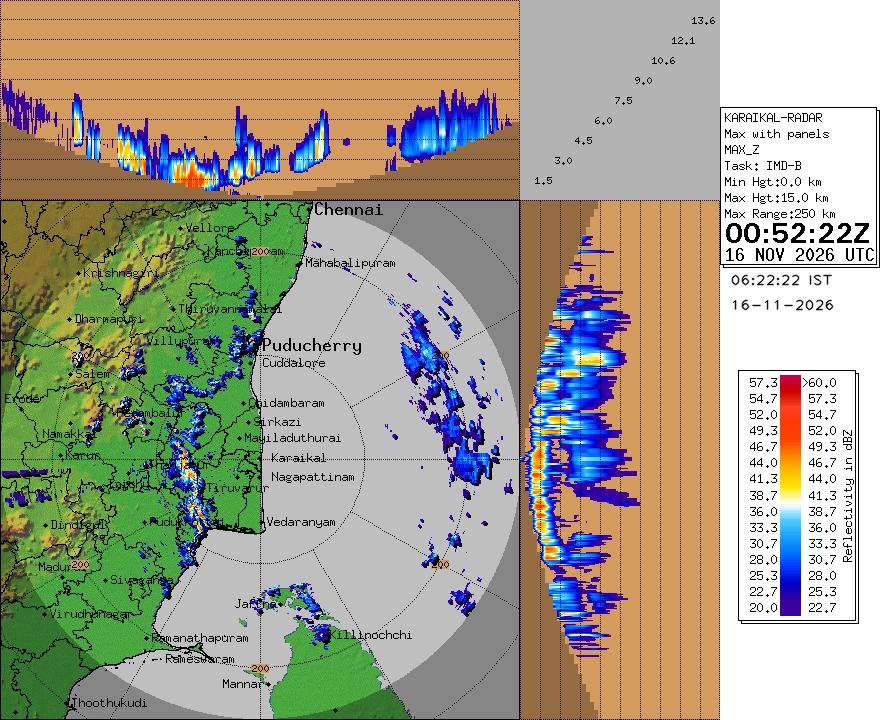 13.6
12.1
10.6
9.0
7.5
6.0
4.5
3.0
1.5
KARAIKAL-RADAR
Max with panels
MAX_Z
Task: IMD-B
Min Hgt:0.0 km
Max Hgt:15.0 km
Max Range:250 km
00:52:22Z
16 NOV 2026 UTC
06:22:22 IST
16-11-2026
Chennai
Vellore
200
Mahabalipuram
Krishnagiri
Thiruvannamalai
Dharmapuri
Villupuram
Puducherry
200
Cuddalore
Salem
Erode
Chidambaram
Perambalur
Sirkazi
Namakkal
Mayiladuthurai
Karur
Karaikal
Nagapattinam
Tiruvarur
Vedaranyam
Dindigul
200
200
Sivaganga
Jaffna
Virudhunagar
Killinochchi
Ramanathapuram
Rameswaram
200
Mannar
Thoothukudi
57.3 >60.0
54.7 57.3
52.0 54.7
49.3 52.0
46.7 49.3
44.0 46.7
41.3 44.0
38.7 41.3
36.0 38.7
33.3 36.0
30.7 33.3
28.0 30.7
25.3 28.0
22.7 25.3
20.0 22.7
Reflectivity in dBZ